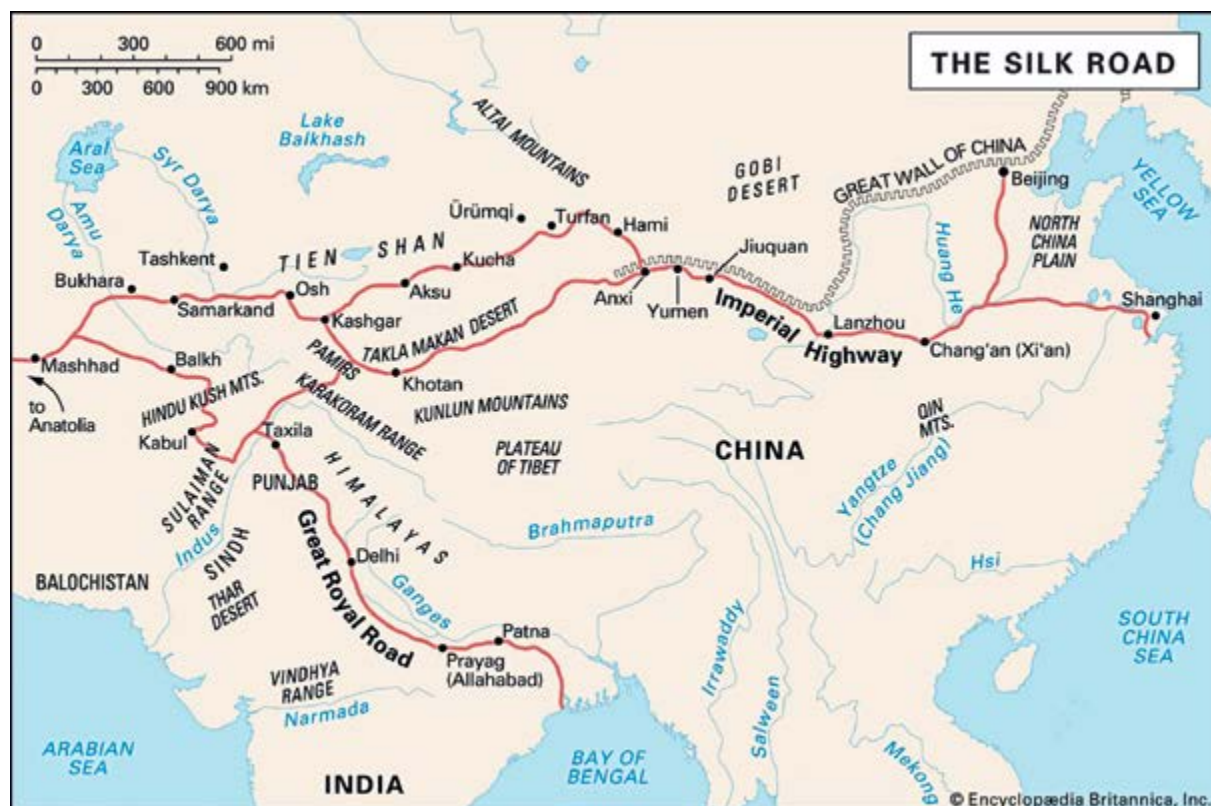 0 300 600 mi
0 300 600 900 km
THE SILK ROAD
Aral
Sea
Syr Darya
Lake
Balkhash
ALTAI MOUNTAINS
GOBI
DESERT
GREAT WALL OF CHINA
Beijing
YELLOW
SEA
Amu
Darya
Ürümqi
Turfan
Hami
Huang He
NORTH
CHINA
PLAIN
Tashkent
TIEN SHAN
Kucha
Jiuquan
Bukhara
Osh
Aksu
Anxi
Yumen
Imperial
Highway
Shanghai
Samarkand
Kashgar
TAKLA MAKAN DESERT
Lanzhou
Chang'an (Xi'an)
Mashhad
Balkh
PAMIRS
Khotan
to
Anatolia
HINDU KUSH MTS.
KARAKORAM RANGE
KUNLUN MOUNTAINS
QIN
MTS.
Kabul
Taxila
PLATEAU
OF TIBET
CHINA
SULAIMAN
RANGE
PUNJAB
HIMALAYAS
Yangtze
(Chang Jiang)
Indus
SINDH
Great Royal Road
Brahmaputra
Delhi
Hsi
BALOCHISTAN
THAR
DESERT
Ganges
Patna
Prayag
(Allahabad)
Irrawaddy
SOUTH
CHINA
SEA
VINDHYA
RANGE
Narmada
Salween
ARABIAN
SEA
INDIA
BAY OF
BENGAL
Mekong
© Encyclopædia Britannica, Inc.